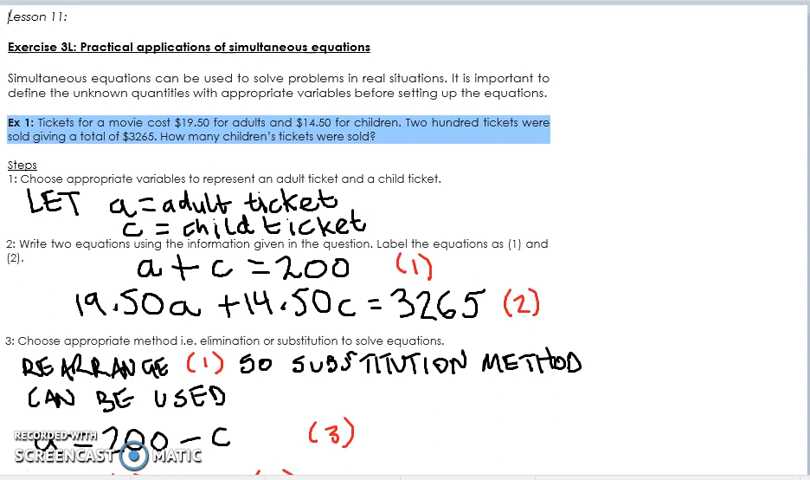 Lesson 11:
Exercise 3L: Practical applications of simultaneous equations
Simultaneous equations can be used to solve problems in real situations. It is important to
define the unknown quantities with appropriate variables before setting up the equations.
Ex 1: Tickets for a movie cost $19.50 for adults and $14.50 for children. Two hundred tickets were
sold giving a total of $3265. How many children's tickets were sold?
Steps
1: Choose appropriate variables to represent an adult ticket and a child ticket.
LET a = adult ticket
c = child ticket
2: Write two equations using the information given in the question. Label the equations as (1) and
(2).
a + c = 200 (1)
19.50a + 14.50c = 3265 (2)
3: Choose appropriate method i.e. elimination or substitution to solve equations.
REARRANGE (1) SO SUBSTITUTION METHOD
CAN BE USED
a = 200 - c (3)
RECORDED WITH
SCREENCAST MATIC